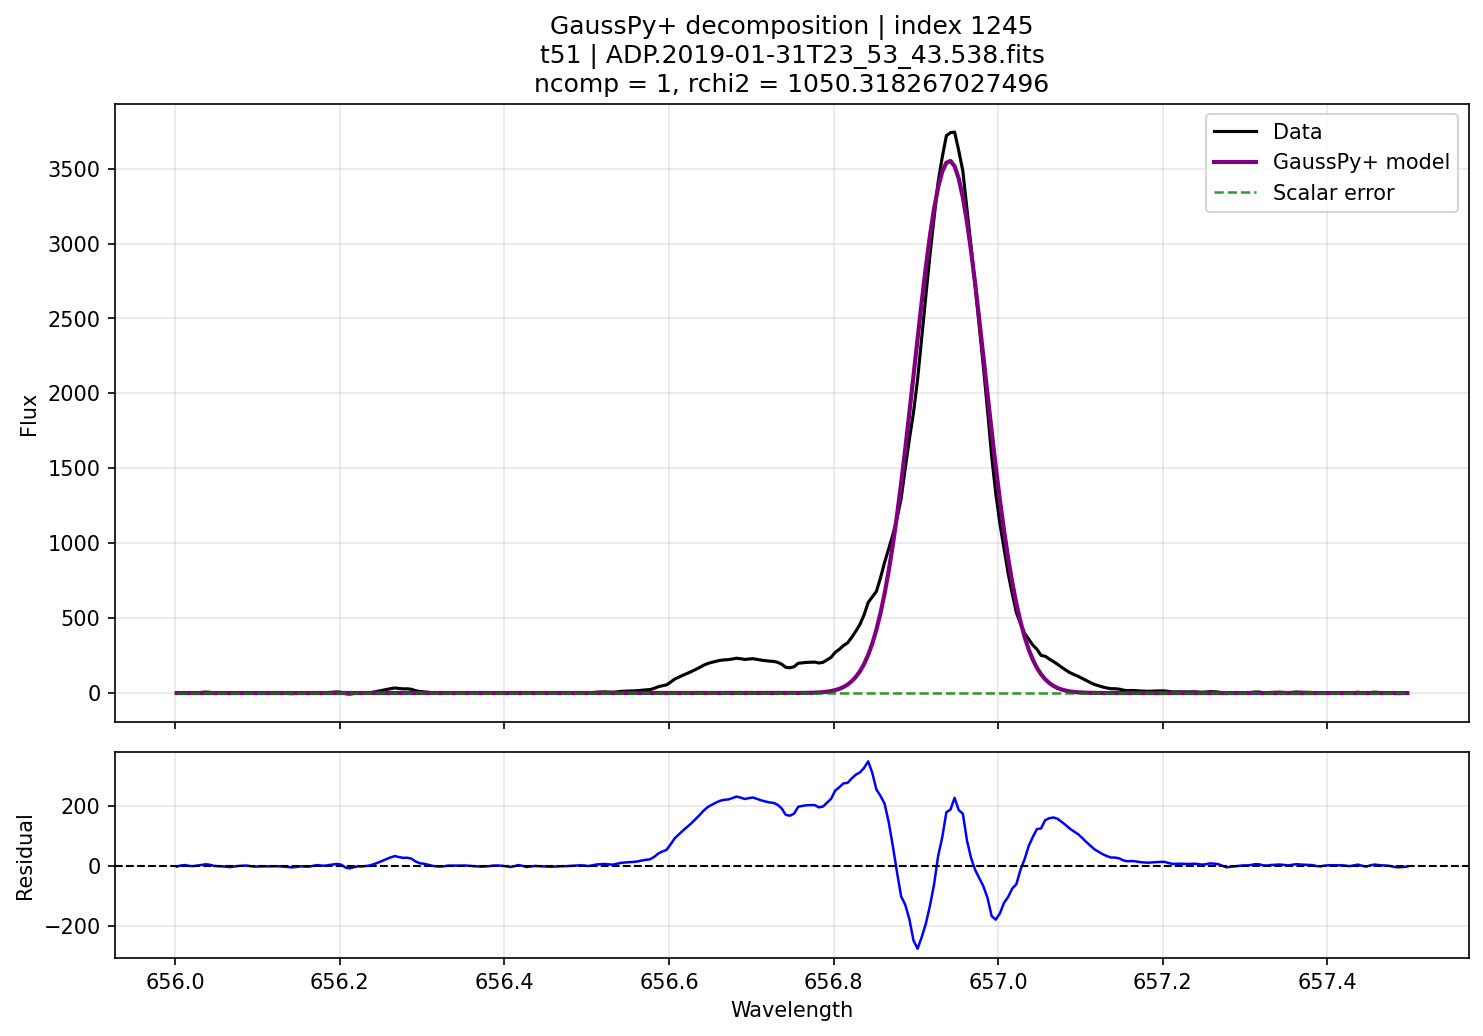 GaussPy+ decomposition | index 1245
t51 | ADP.2019-01-31T23_53_43.538.fits
ncomp = 1, rchi2 = 1050.318267027496
Data
GaussPy+ model
Scalar error
Flux
3500
3000
2500
2000
1500
1000
500
0
Residual
200
0
−200
656.0 656.2 656.4 656.6 656.8 657.0 657.2 657.4
Wavelength